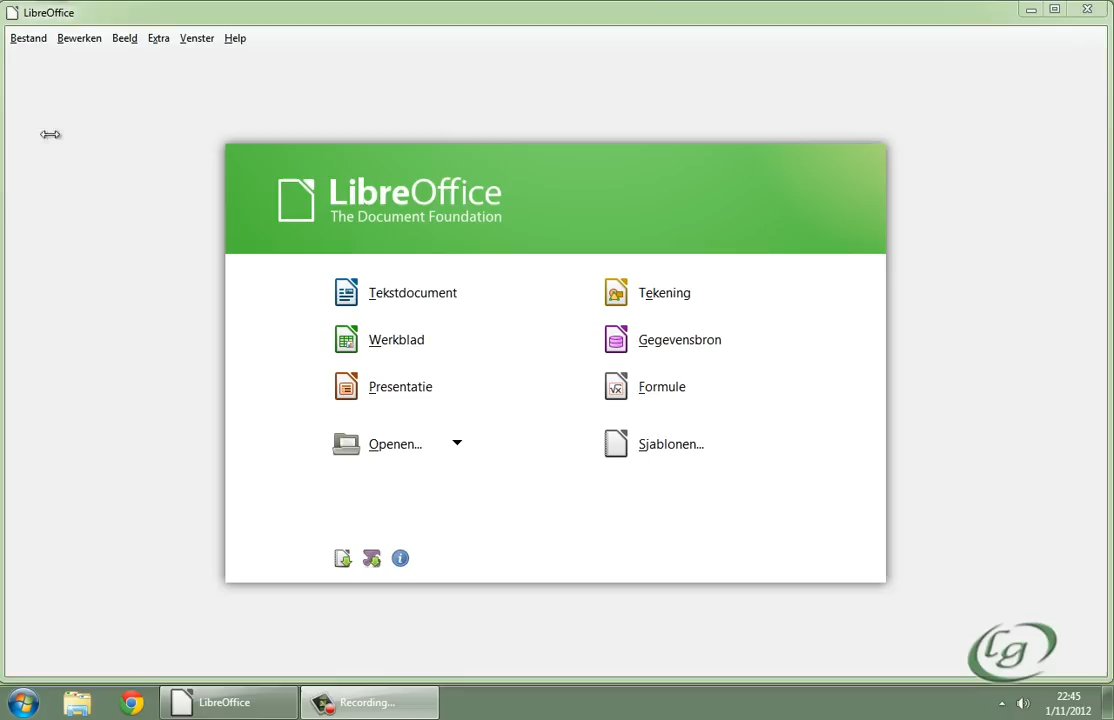 LibreOffice
Bestand Bewerken Beeld Extra Venster Help
LibreOffice
The Document Foundation
Tekstdocument Tekening
Werkblad Gegevensbron
Presentatie Formule
Openen... Sjablonen...
Lg
LibreOffice Recording... 22:45
1/11/2012